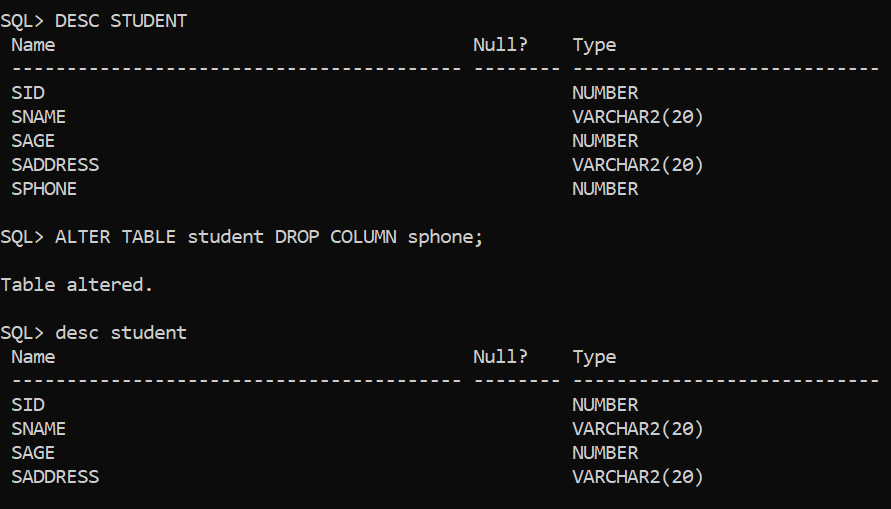 SQL> DESC STUDENT
 Name                                      Null?    Type
 ----------------------------------------- -------- ----------------------------
 SID                                                NUMBER
 SNAME                                              VARCHAR2(20)
 SAGE                                               NUMBER
 SADDRESS                                           VARCHAR2(20)
 SPHONE                                             NUMBER
SQL> ALTER TABLE student DROP COLUMN sphone;
Table altered.
SQL> desc student
 Name                                      Null?    Type
 ----------------------------------------- -------- ----------------------------
 SID                                                NUMBER
 SNAME                                              VARCHAR2(20)
 SAGE                                               NUMBER
 SADDRESS                                           VARCHAR2(20)